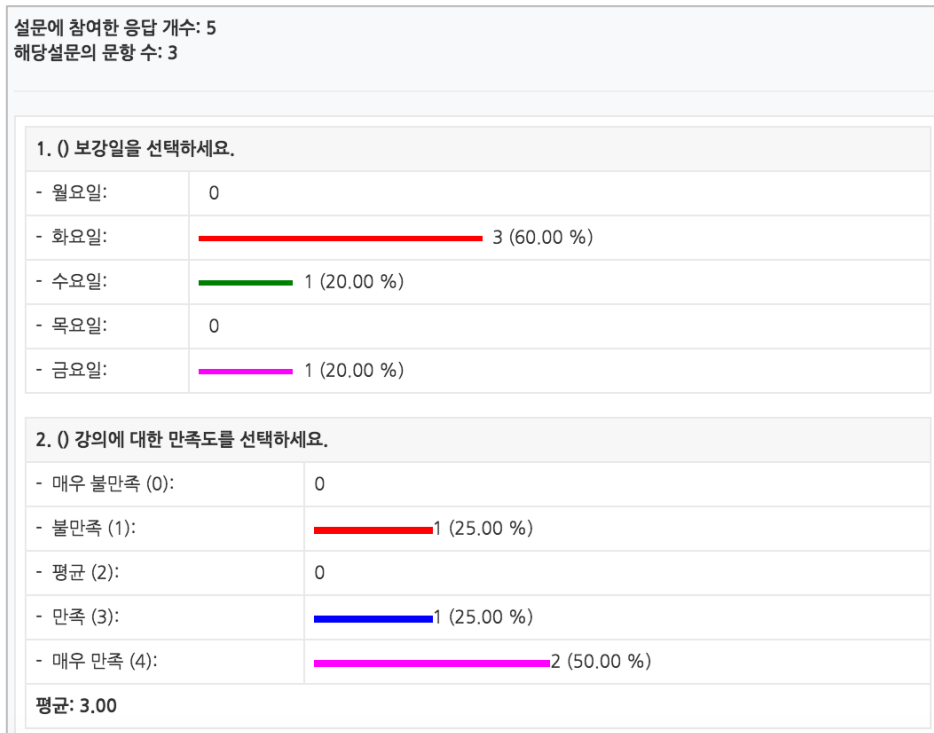 설문에 참여한 응답 개수: 5
해당설문의 문항 수: 3
1. () 보강일을 선택하세요.
- 월요일: 0
- 화요일: 3 (60.00 %)
- 수요일: 1 (20.00 %)
- 목요일: 0
- 금요일: 1 (20.00 %)
2. () 강의에 대한 만족도를 선택하세요.
- 매우 불만족 (0): 0
- 불만족 (1): 1 (25.00 %)
- 평균 (2): 0
- 만족 (3): 1 (25.00 %)
- 매우 만족 (4): 2 (50.00 %)
평균: 3.00